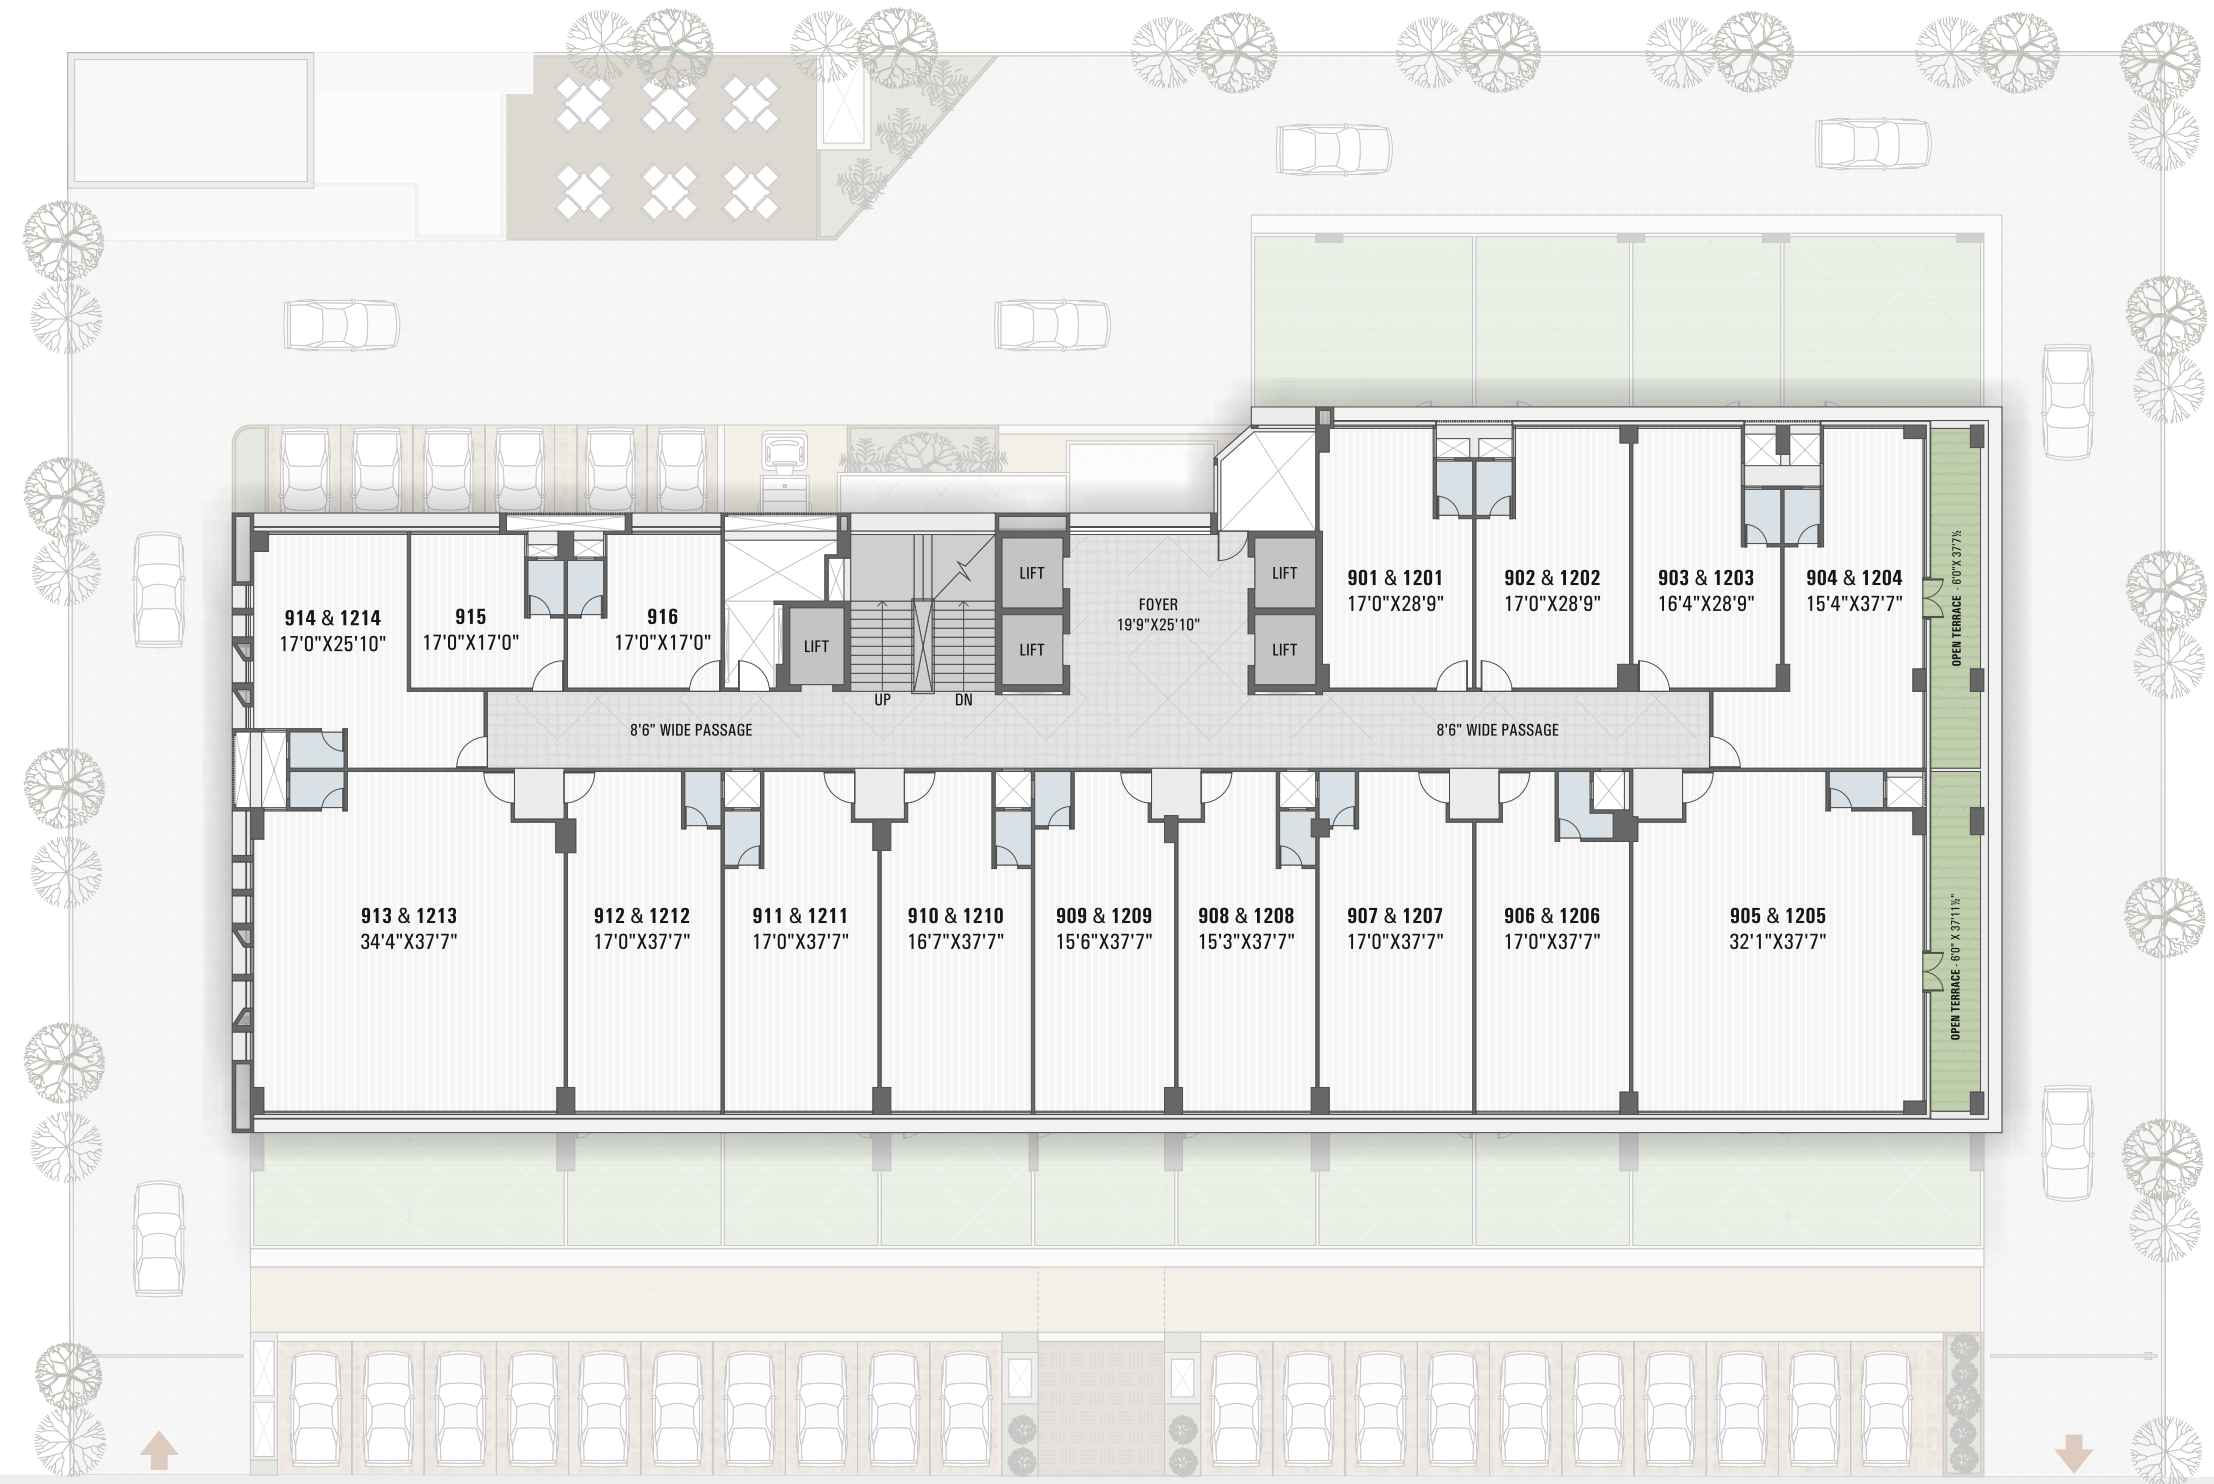 901 & 1201
17'0"X28'9"
902 & 1202
17'0"X28'9"
903 & 1203
16'4"X28'9"
904 & 1204
15'4"X37'7"
OPEN TERRACE - 6'0" X 37'7½
LIFT
LIFT
FOYER
19'9"X25'10"
914 & 1214
17'0"X25'10"
915
17'0"X17'0"
916
17'0"X17'0"
LIFT
LIFT
LIFT
UP
DN
8'6" WIDE PASSAGE
8'6" WIDE PASSAGE
913 & 1213
34'4"X37'7"
912 & 1212
17'0"X37'7"
911 & 1211
17'0"X37'7"
910 & 1210
16'7"X37'7"
909 & 1209
15'6"X37'7"
908 & 1208
15'3"X37'7"
907 & 1207
17'0"X37'7"
906 & 1206
17'0"X37'7"
905 & 1205
32'1"X37'7"
OPEN TERRACE - 6'0" X 37'11½"